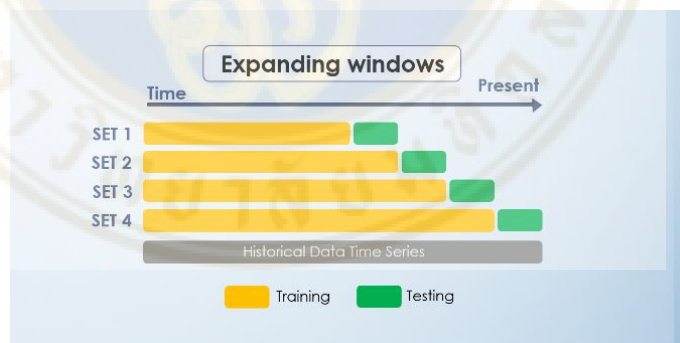 Expanding windows
Time
Present
SET 1
SET 2
SET 3
SET 4
Historical Data Time Series
Training
Testing